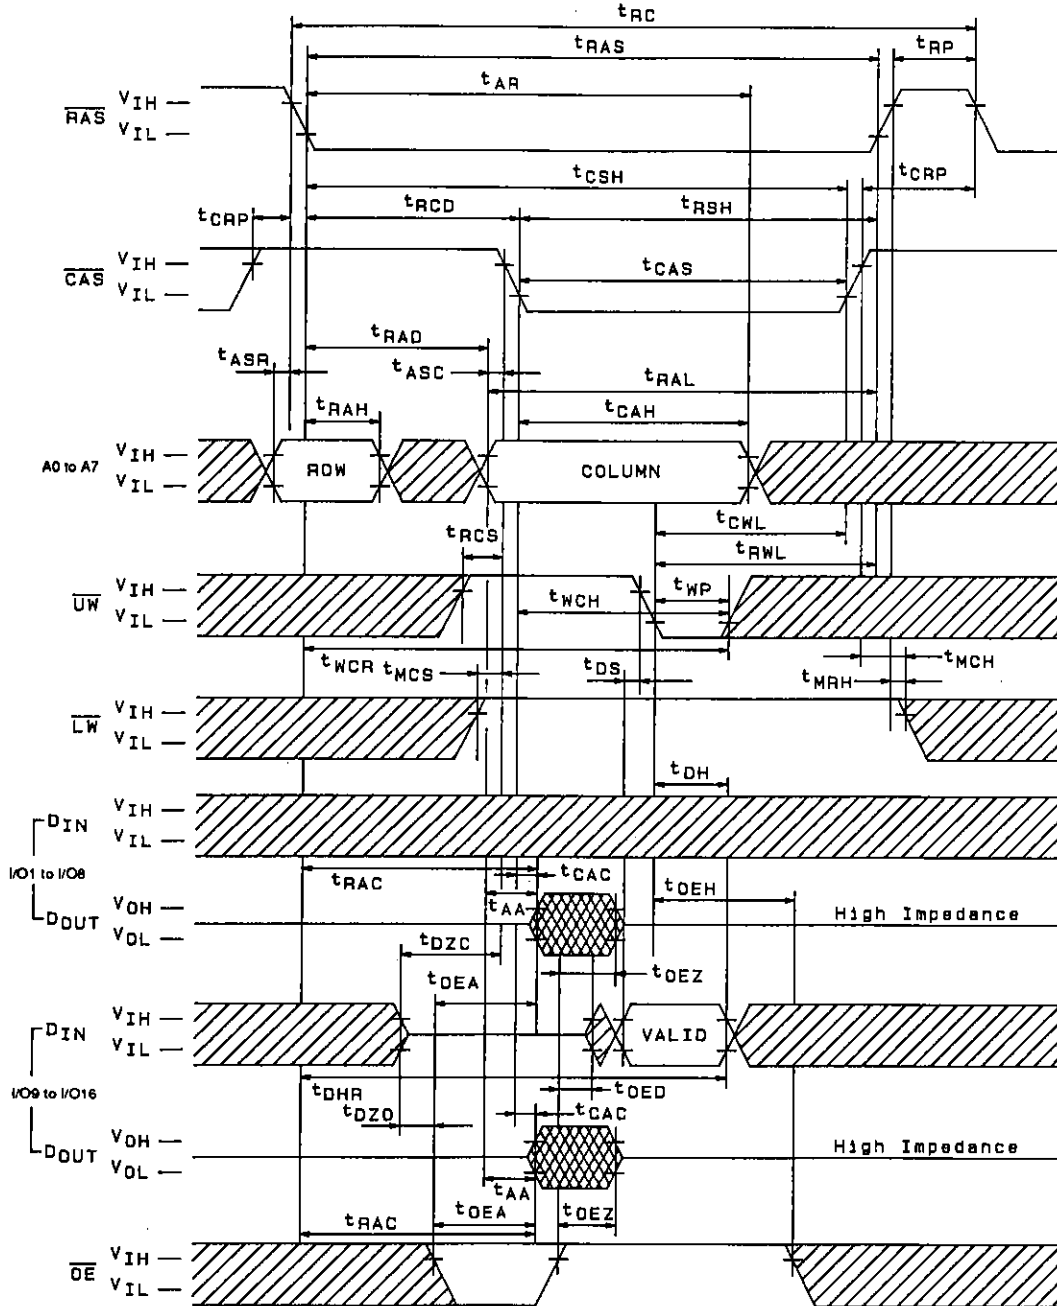 tRC
tRAS
tRP
tAR
RAS VIH
VIL
tCSH
tCRP
tCRP
tRCD
tRSH
CAS VIH
VIL
tCAS
tRAD
tASR
tASC
tRAL
tRAH
tCAH
A0 to A7 VIH
VIL
ROW
COLUMN
tCWL
tRCS
tRWL
UW VIH
VIL
tWCH
tWP
tWCR
tMCS
tDS
tMCH
tMRH
LW VIH
VIL
tDH
DIN VIH
VIL
I/O1 to I/O8
tRAC
tCAC
tOEH
tAA
DOUT VOH
VOL
High Impedance
tDZC
tOEZ
tOEA
DIN VIH
VIL
VALID
I/O9 to I/O16
tDHR
tOED
tDZO
tCAC
DOUT VOH
VOL
High Impedance
tAA
tRAC
tOEA
tOEZ
OE VIH
VIL